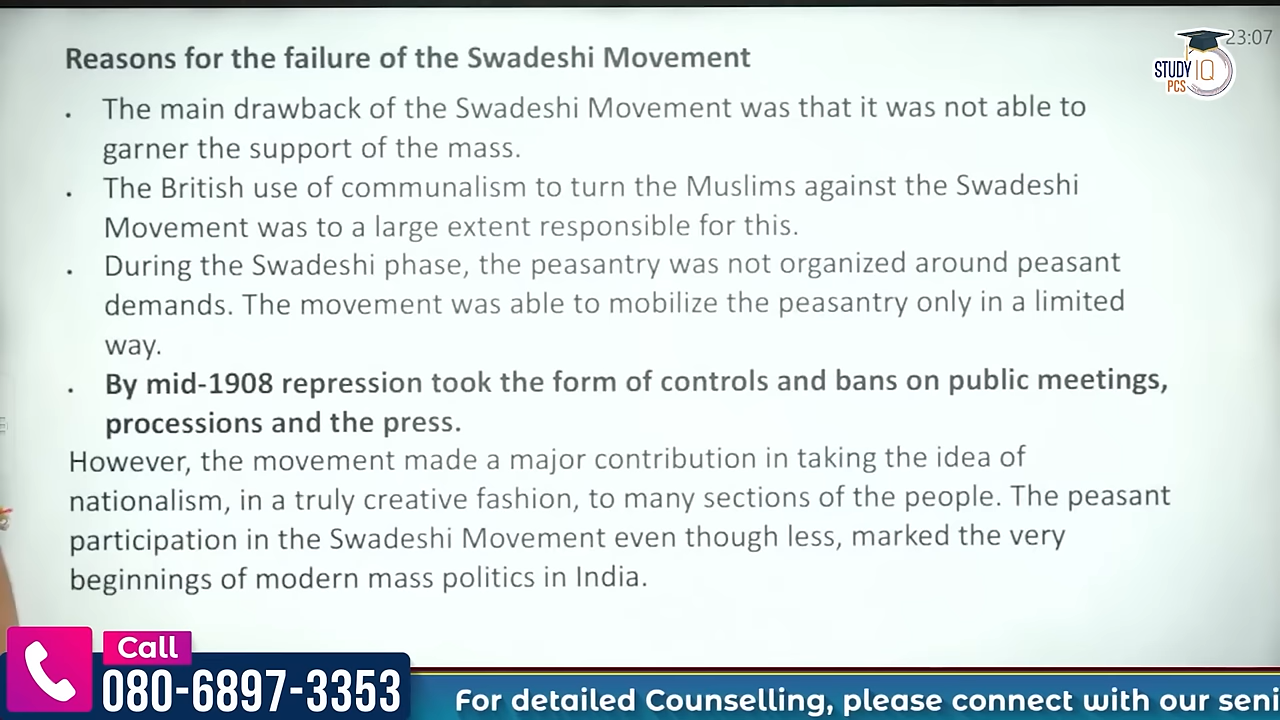 23:07
STUDY IQ
PCS
Reasons for the failure of the Swadeshi Movement
. The main drawback of the Swadeshi Movement was that it was not able to
garner the support of the mass.
. The British use of communalism to turn the Muslims against the Swadeshi
Movement was to a large extent responsible for this.
. During the Swadeshi phase, the peasantry was not organized around peasant
demands. The movement was able to mobilize the peasantry only in a limited
way.
. By mid-1908 repression took the form of controls and bans on public meetings,
processions and the press.
However, the movement made a major contribution in taking the idea of
nationalism, in a truly creative fashion, to many sections of the people. The peasant
participation in the Swadeshi Movement even though less, marked the very
beginnings of modern mass politics in India.
Call
080-6897-3353
For detailed Counselling, please connect with our seni